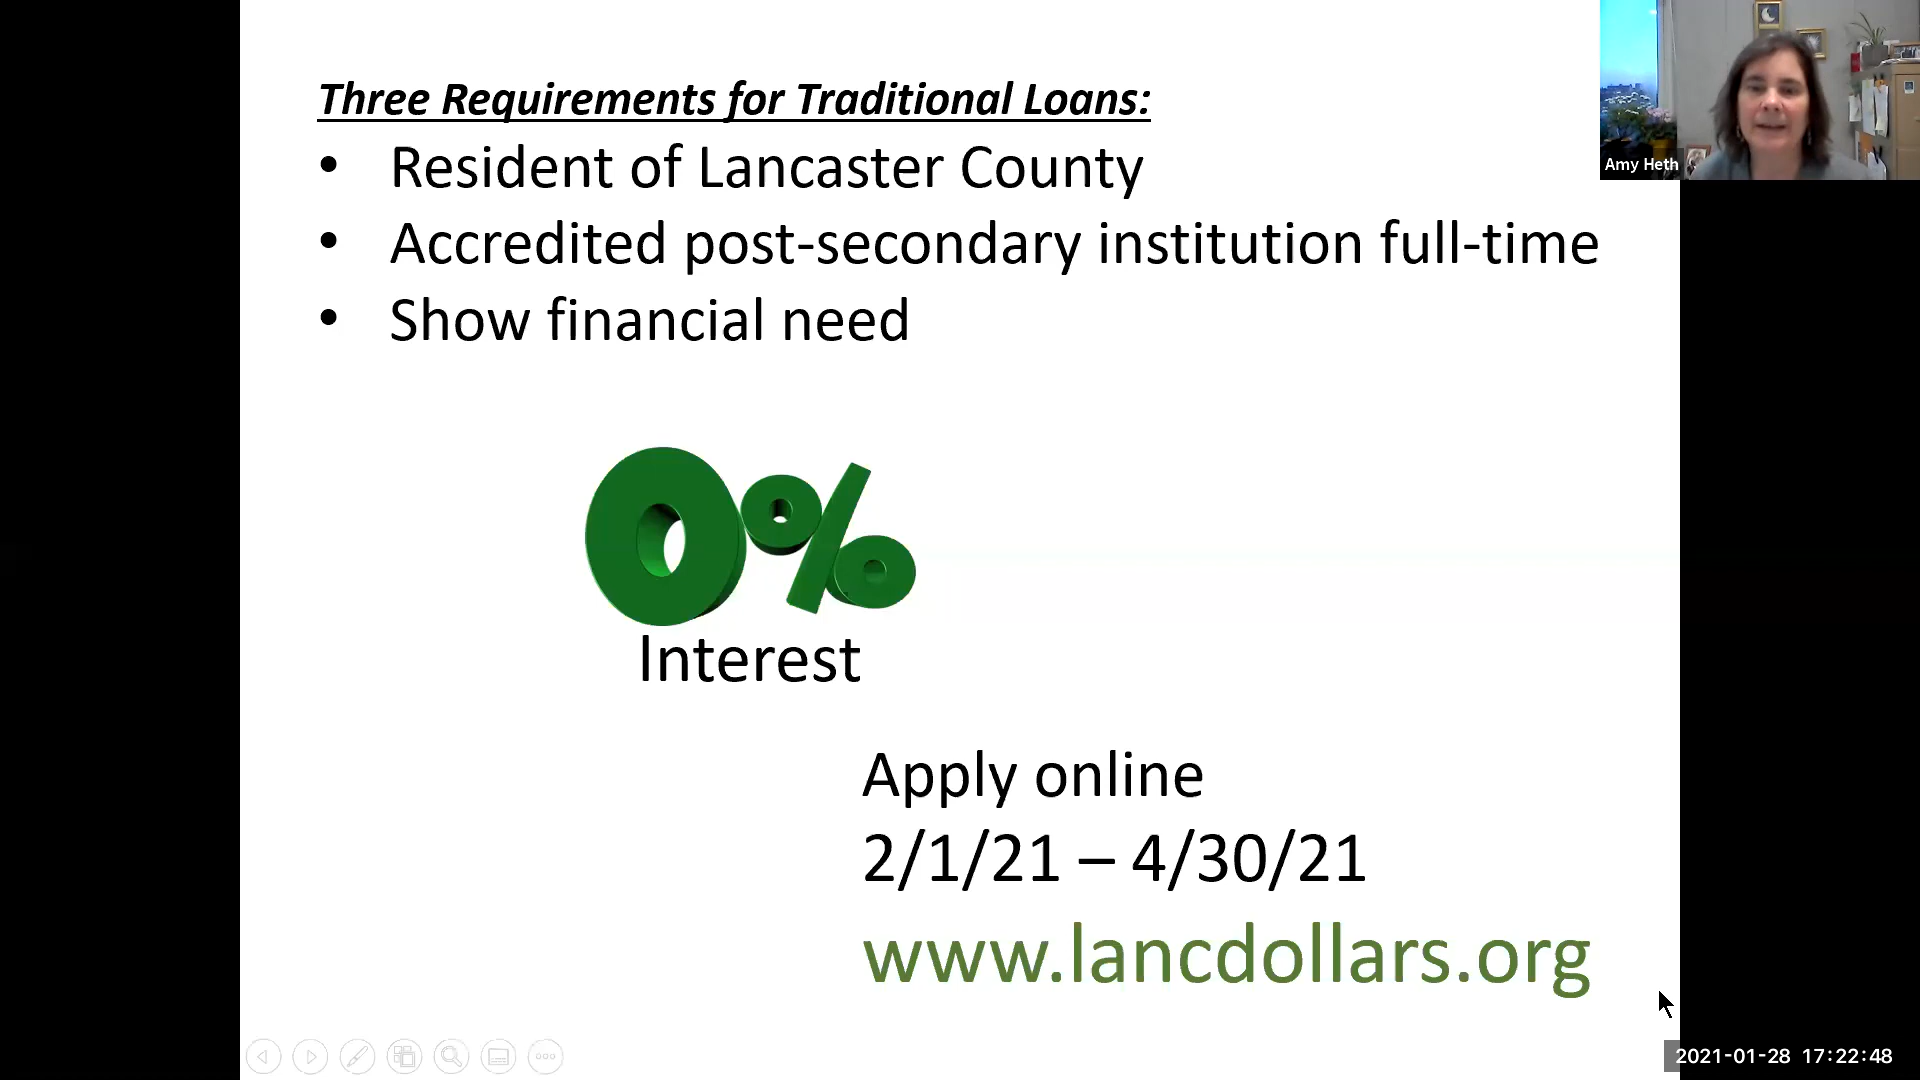 Three Requirements for Traditional Loans:
• Resident of Lancaster County
• Accredited post-secondary institution full-time
• Show financial need
0%
Interest
Apply online
2/1/21 – 4/30/21
www.lancdollars.org
Amy Heth
2021-01-28 17:22:48